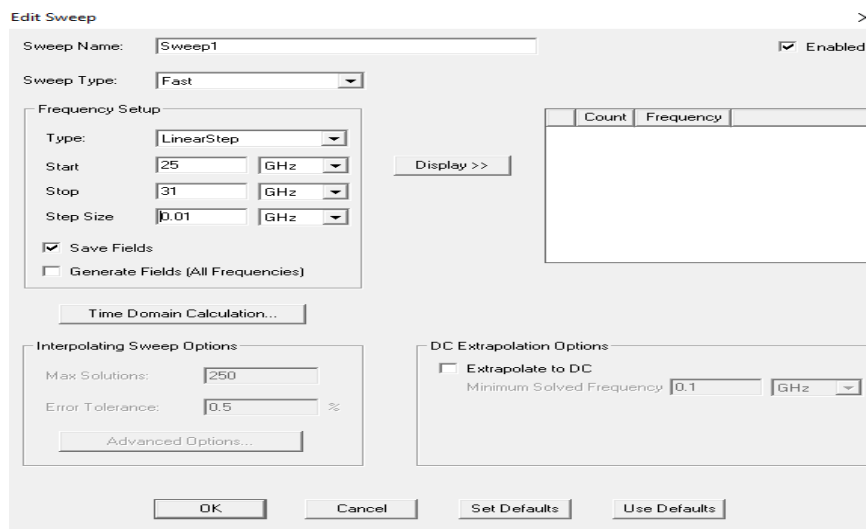 Edit Sweep
Sweep Name: Sweep1
Enabled
Sweep Type: Fast
Frequency Setup
Type: LinearStep
Start 25 GHz
Stop 31 GHz
Step Size 0.01 GHz
Save Fields
Generate Fields (All Frequencies)
Display >>
Count Frequency
Time Domain Calculation...
Interpolating Sweep Options
Max Solutions: 250
Error Tolerance: 0.5 %
Advanced Options...
DC Extrapolation Options
Extrapolate to DC
Minimum Solved Frequency 0.1 GHz
OK Cancel Set Defaults Use Defaults